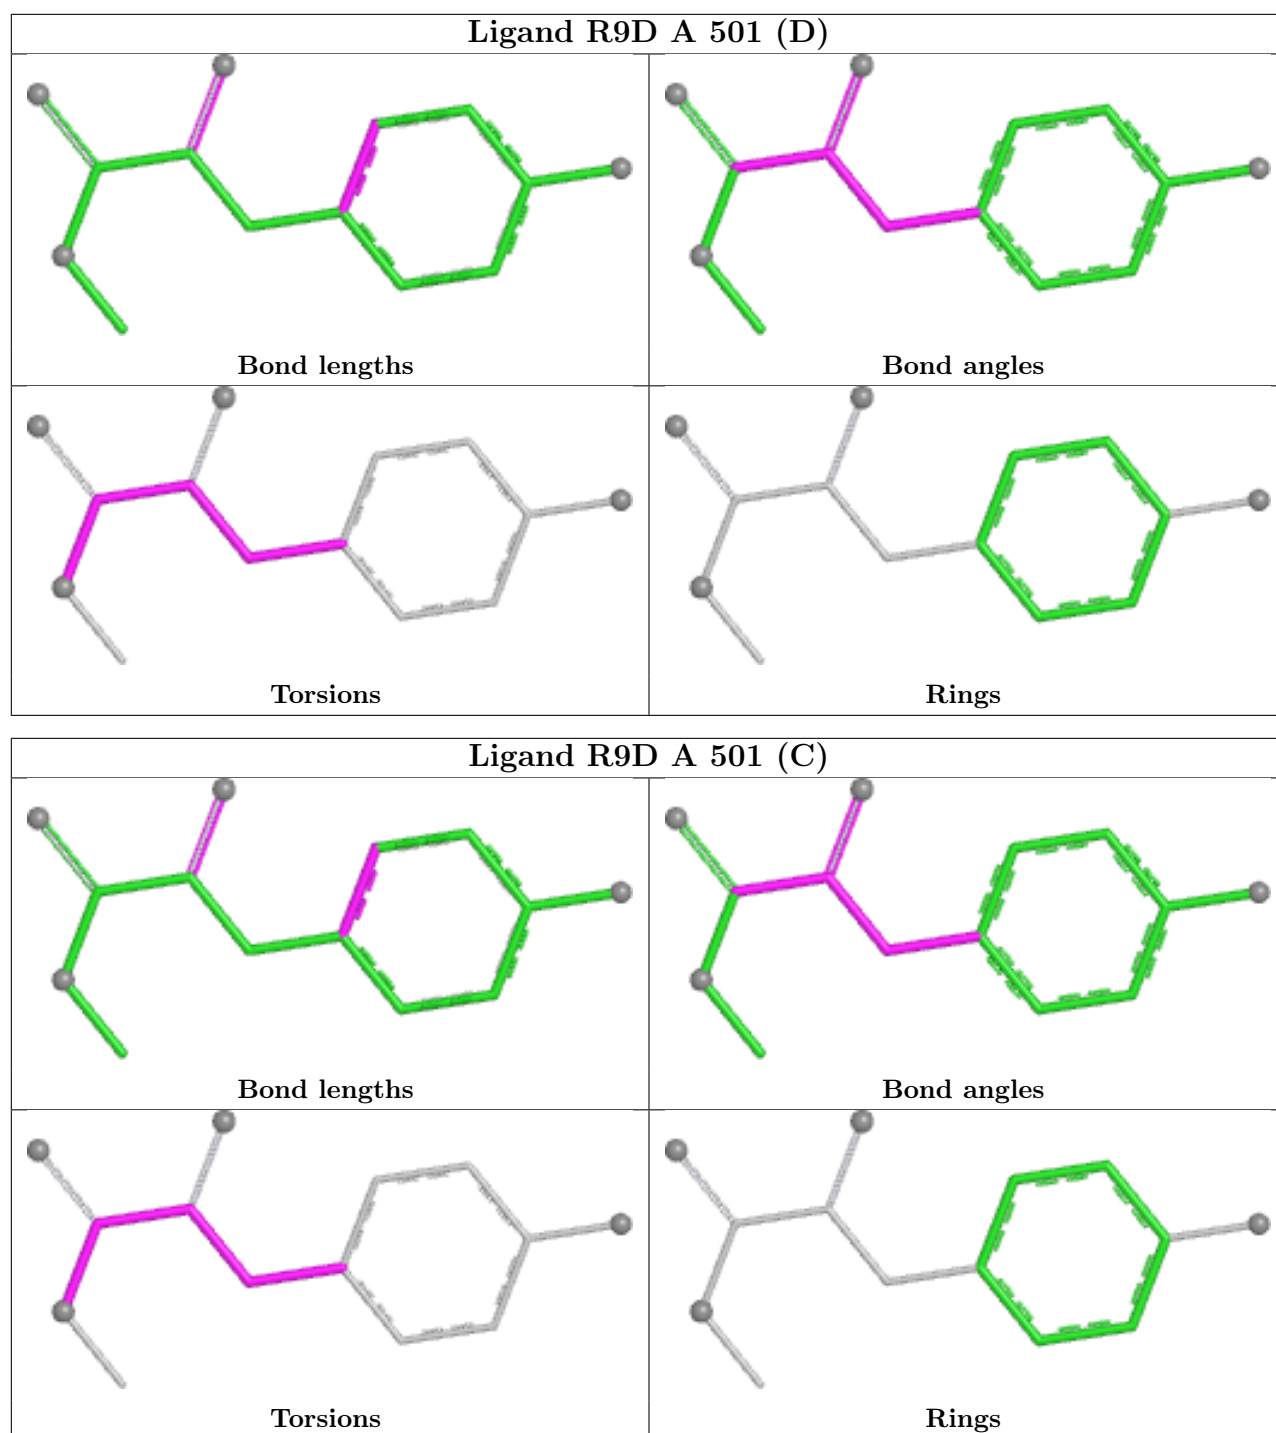 Ligand R9D A 501 (D)
Bond lengths
Bond angles
Torsions
Rings
Ligand R9D A 501 (C)
Bond lengths
Bond angles
Torsions
Rings